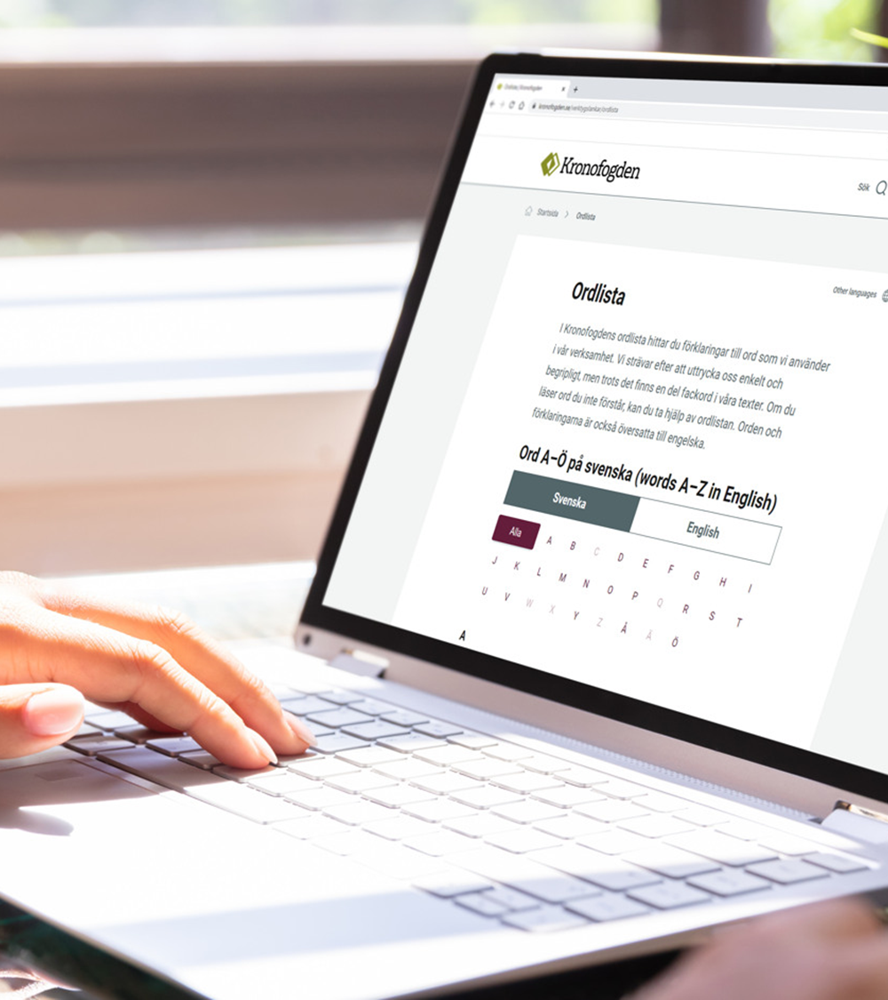 Ordlista | Kronofogden
kronofogden.se/verktygslankar/ordlista
Kronofogden
Sök
Startsida Ordlista
Other languages
Ordlista
I Kronofogdens ordlista hittar du förklaringar till ord som vi använder
i vår verksamhet. Vi strävar efter att uttrycka oss enkelt och
begripligt, men trots det finns en del fackord i våra texter. Om du
läser ord du inte förstår, kan du ta hjälp av ordlistan. Orden och
förklaringarna är också översatta till engelska.
Ord A–Ö på svenska (words A–Z in English)
Svenska English
Alla A B C D E F G H I
J K L M N O P Q R S T
U V W X Y Z Å Ä Ö
A